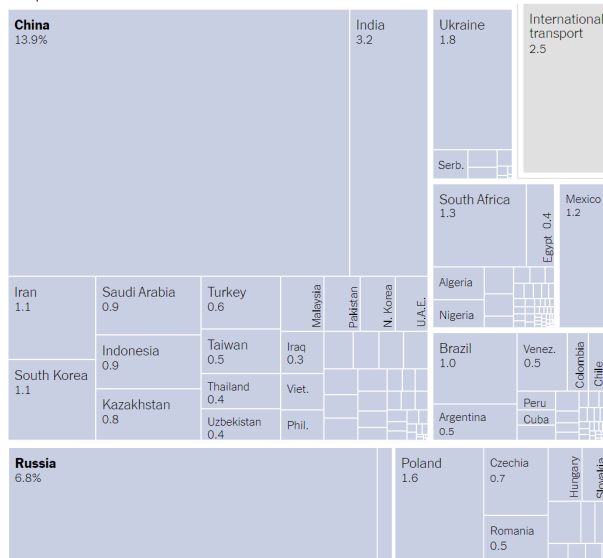 China
13.9%
India
3.2
Ukraine
1.8
International
transport
2.5
Serb.
South Africa
1.3
Egypt 0.4
Mexico
1.2
Algeria
Nigeria
Iran
1.1
Saudi Arabia
0.9
Turkey
0.6
Malaysia
Pakistan
N. Korea
U.A.E.
Indonesia
0.9
Taiwan
0.5
Iraq
0.3
South Korea
1.1
Kazakhstan
0.8
Thailand
0.4
Viet.
Uzbekistan
0.4
Phil.
Brazil
1.0
Venez.
0.5
Colombia
Chile
Peru
Cuba
Argentina
0.5
Russia
6.8%
Poland
1.6
Czechia
0.7
Hungary
Slovakia
Romania
0.5